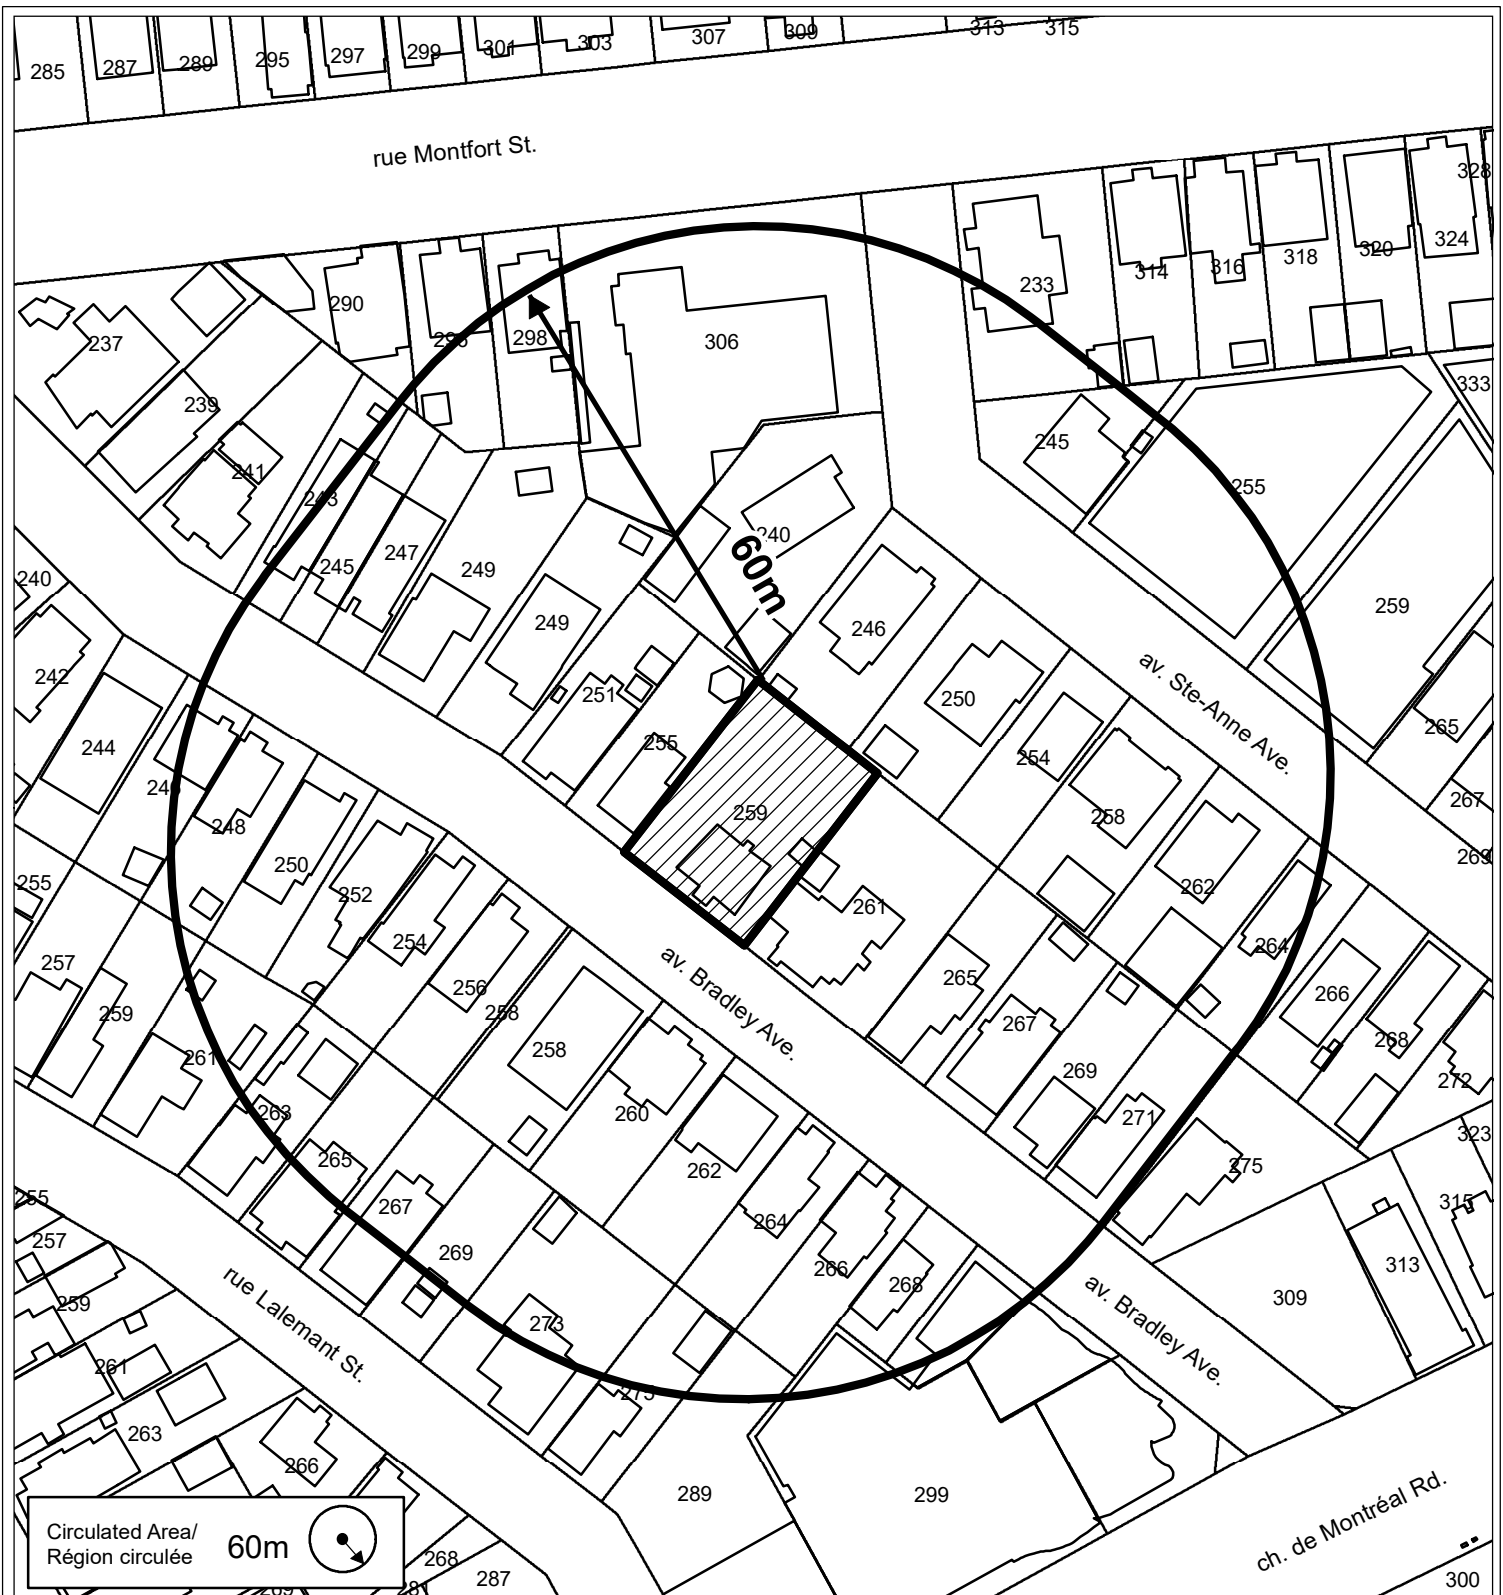 285 287 289 295 297 299 301 303 307 309 313 315
rue Montfort St.
328
290 298 306 233 314 316 318 320 324
237
239
333
241 243 245 255
245 247 249 240
240 60m 259
249 246
242 251 250 av. Ste-Anne Ave.
244 255 254 265
248 259 258 267
250 269
255 252 261 262
254 264
257 256 265 266
259 258 267 268
261 258 269 272
263 260 271
av. Bradley Ave.
265 262 275 323
255 267 264 315
257 269 266 313
259 rue Lalemant St. 273 268 309
261 av. Bradley Ave.
263
266 289 299
ch. de Montréal Rd.
Circulated Area/
Région circulée
60m
268
287
300